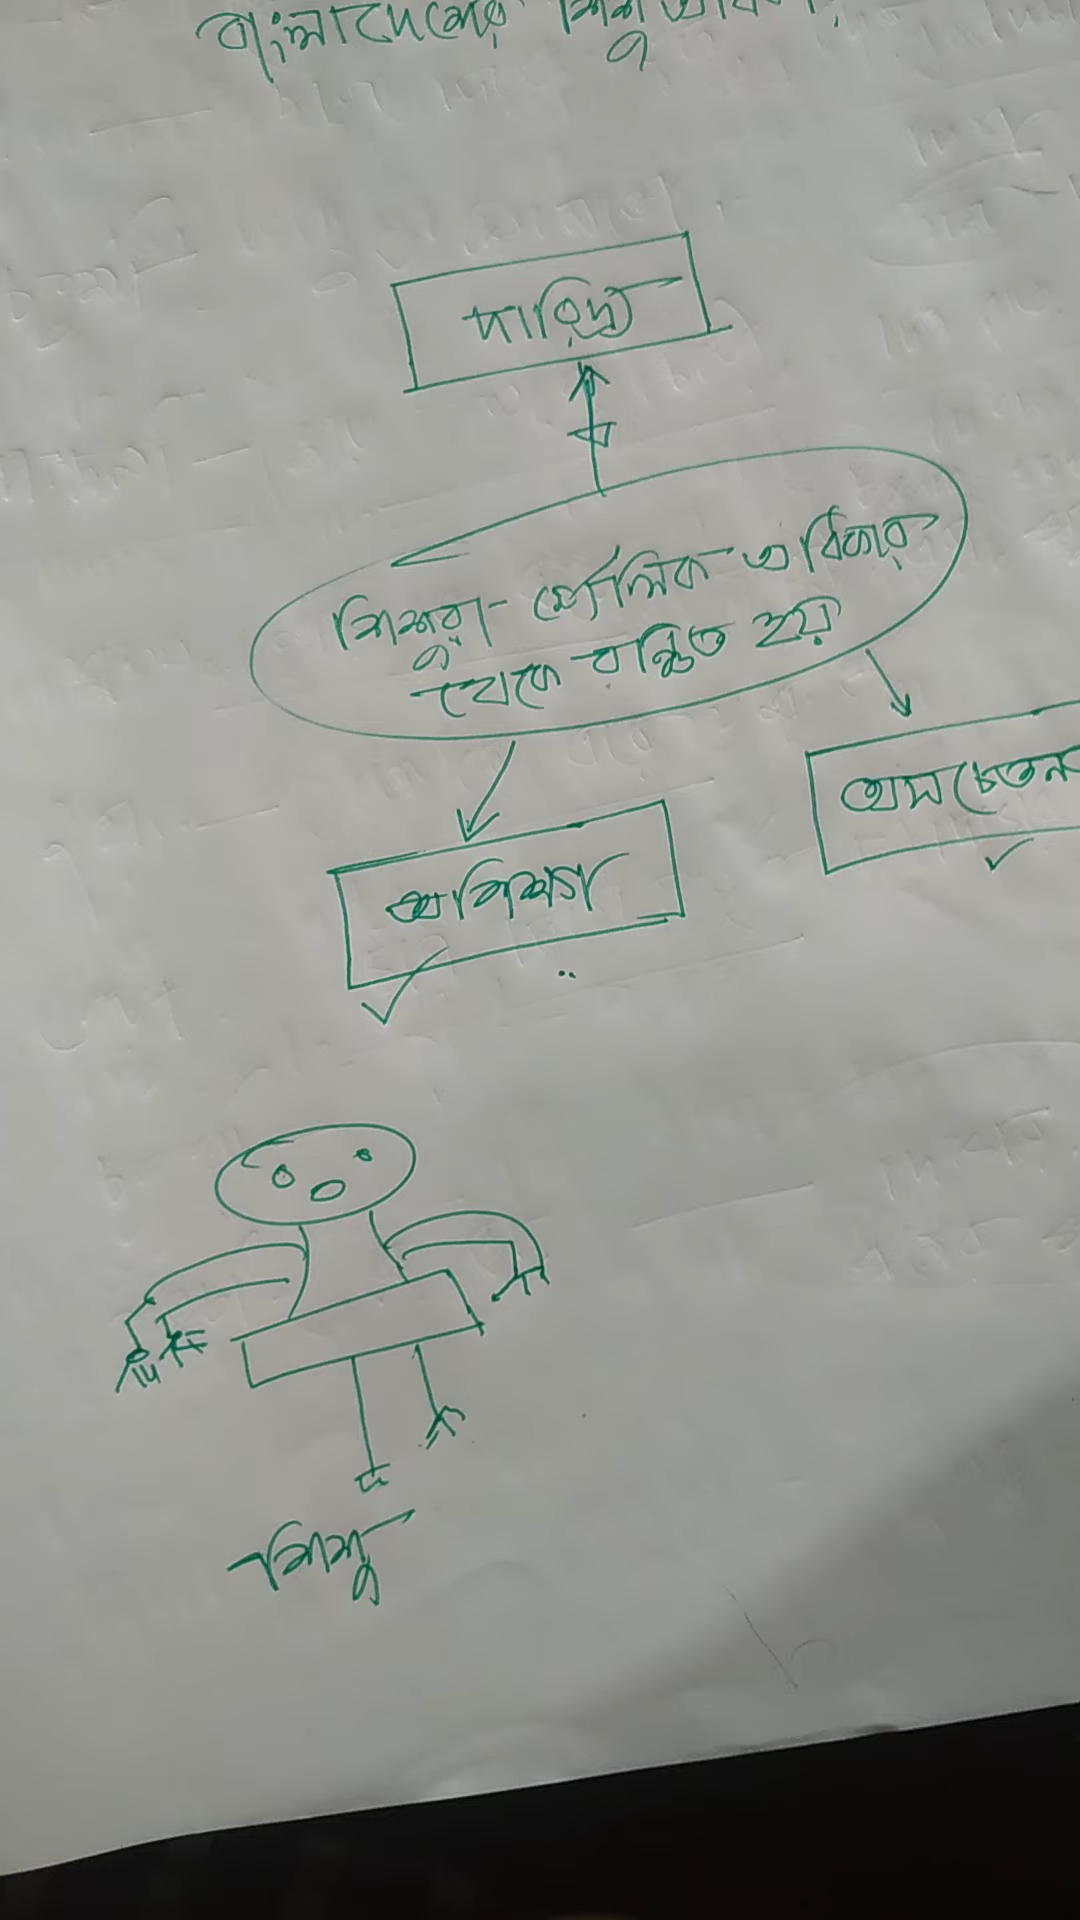 বাংলাদেশের শিশু
দারিদ্র্য
শিশুরা মৌলিক অধিকার
থেকে বঞ্চিত হয়
অসচেতন
অশিক্ষা
শিশু